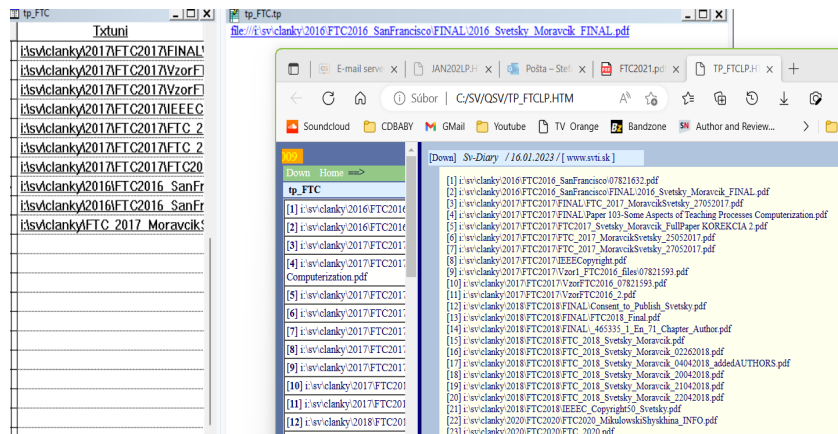 tp_FTC
Txtuni
i:\sv\clanky\2017\FTC2017\FINAL\
i:\sv\clanky\2017\FTC2017\VzorF
i:\sv\clanky\2017\FTC2017\VzorF
i:\sv\clanky\2017\FTC2017\IEEEC
i:\sv\clanky\2017\FTC2017\FTC_2
i:\sv\clanky\2017\FTC2017\FTC_2
i:\sv\clanky\2017\FTC2017\FTC20
i:\sv\clanky\2016\FTC2016_SanFr
i:\sv\clanky\2016\FTC2016_SanFr
i:\sv\clanky\FTC_2017_MoravcikS
tp_FTC.tp
file://i:\sv\clanky\2016\FTC2016_SanFrancisco\FINAL\2016_Svetsky_Moravcik_FINAL.pdf
E-mail serve
JAN202LP.H
Pošta – Ste
FTC2021.pd
TP_FTCLP.H
Súbor | C:/SV/QSV/TP_FTCLP.HTM
Soundcloud CDBABY GMail Youtube TV Orange Bandzone Author and Review...
009
Down Home ==>
tp_FTC
[1] i:\sv\clanky\2016\FTC2016
[2] i:\sv\clanky\2016\FTC2016
[3] i:\sv\clanky\2017\FTC2017
[4] i:\sv\clanky\2017\FTC2017
Computerization.pdf
[5] i:\sv\clanky\2017\FTC2017
[6] i:\sv\clanky\2017\FTC2017
[7] i:\sv\clanky\2017\FTC2017
[8] i:\sv\clanky\2017\FTC2017
[9] i:\sv\clanky\2017\FTC2017
[10] i:\sv\clanky\2017\FTC201
[11] i:\sv\clanky\2017\FTC201
[12] i:\sv\clanky\2018\FTC201
[Down] Sv-Diary / 16.01.2023 / [ www.svti.sk ]
[1] i:\sv\clanky\2016\FTC2016_SanFrancisco\07821632.pdf
[2] i:\sv\clanky\2016\FTC2016_SanFrancisco\FINAL\2016_Svetsky_Moravcik_FINAL.pdf
[3] i:\sv\clanky\2017\FTC2017\FINAL\FTC_2017_MoravcikSvetsky_27052017.pdf
[4] i:\sv\clanky\2017\FTC2017\FINAL\Paper 103-Some Aspects of Teaching Processes Computerization.pdf
[5] i:\sv\clanky\2017\FTC2017\FTC2017_Svetsky_Moravcik_FullPaper KOREKCIA 2.pdf
[6] i:\sv\clanky\2017\FTC2017\FTC_2017_MoravcikSvetsky_25052017.pdf
[7] i:\sv\clanky\2017\FTC2017\FTC_2017_MoravcikSvetsky_27052017.pdf
[8] i:\sv\clanky\2017\FTC2017\IEEECopyright.pdf
[9] i:\sv\clanky\2017\FTC2017\Vzor1_FTC2016_files\07821593.pdf
[10] i:\sv\clanky\2017\FTC2017\VzorFTC2016_07821593.pdf
[11] i:\sv\clanky\2017\FTC2017\VzorFTC2016_2.pdf
[12] i:\sv\clanky\2018\FTC2018\FINAL\Consent_to_Publish_Svetsky.pdf
[13] i:\sv\clanky\2018\FTC2018\FINAL\FTC2018_Final.pdf
[14] i:\sv\clanky\2018\FTC2018\FINAL\_465335_1_En_71_Chapter_Author.pdf
[15] i:\sv\clanky\2018\FTC2018\FTC_2018_Svetsky_Moravcik.pdf
[16] i:\sv\clanky\2018\FTC2018\FTC_2018_Svetsky_Moravcik_02262018.pdf
[17] i:\sv\clanky\2018\FTC2018\FTC_2018_Svetsky_Moravcik_04042018_addedAUTHORS.pdf
[18] i:\sv\clanky\2018\FTC2018\FTC_2018_Svetsky_Moravcik_20042018.pdf
[19] i:\sv\clanky\2018\FTC2018\FTC_2018_Svetsky_Moravcik_21042018.pdf
[20] i:\sv\clanky\2018\FTC2018\FTC_2018_Svetsky_Moravcik_22042018.pdf
[21] i:\sv\clanky\2018\FTC2018\IEEEC_Copyright50_Svetsky.pdf
[22] i:\sv\clanky\2020\FTC2020\FTC2020_MikulowskiShyskhina_INFO.pdf
[23] i:\sv\clanky\2020\FTC2020\FTC_2020.pdf